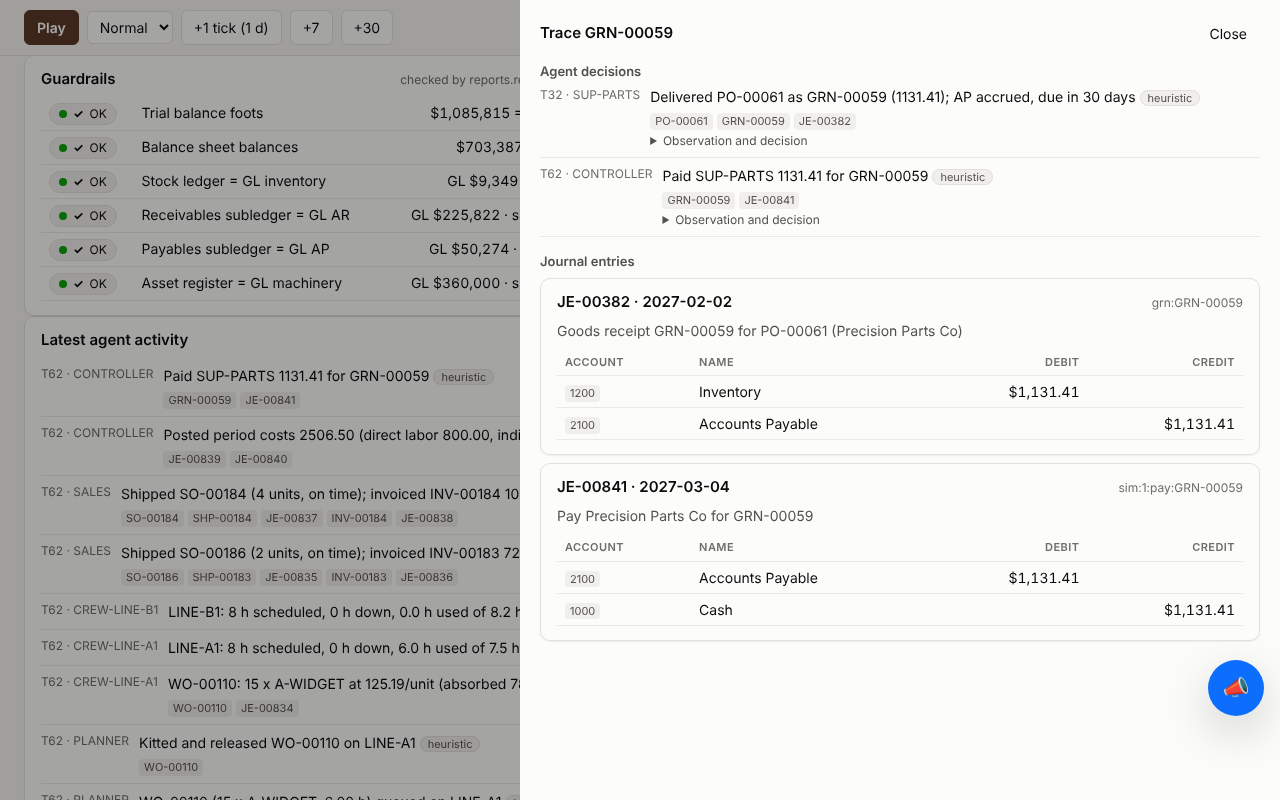 Play
Normal
+1 tick (1 d)
+7
+30
Guardrails
checked by reports.re
✔ OK Trial balance foots $1,085,815 =
✔ OK Balance sheet balances $703,387
✔ OK Stock ledger = GL inventory GL $9,349
✔ OK Receivables subledger = GL AR GL $225,822 · s
✔ OK Payables subledger = GL AP GL $50,274 ·
✔ OK Asset register = GL machinery GL $360,000 · s
Latest agent activity
T62 · CONTROLLER Paid SUP-PARTS 1131.41 for GRN-00059 heuristic
GRN-00059 JE-00841
T62 · CONTROLLER Posted period costs 2506.50 (direct labor 800.00, indi
JE-00839 JE-00840
T62 · SALES Shipped SO-00184 (4 units, on time); invoiced INV-00184 10
SO-00184 SHP-00184 JE-00837 INV-00184 JE-00838
T62 · SALES Shipped SO-00186 (2 units, on time); invoiced INV-00183 72
SO-00186 SHP-00183 JE-00835 INV-00183 JE-00836
T62 · CREW-LINE-B1 LINE-B1: 8 h scheduled, 0 h down, 0.0 h used of 8.2 h
T62 · CREW-LINE-A1 LINE-A1: 8 h scheduled, 0 h down, 6.0 h used of 7.5 h
T62 · CREW-LINE-A1 WO-00110: 15 x A-WIDGET at 125.19/unit (absorbed 78
WO-00110 JE-00834
T62 · PLANNER Kitted and released WO-00110 on LINE-A1 heuristic
WO-00110
T62 · PLANNER WO-00110 (15 x A-WIDGET, 6.00 h) queued on LINE-A1
Trace GRN-00059
Close
Agent decisions
T32 · SUP-PARTS Delivered PO-00061 as GRN-00059 (1131.41); AP accrued, due in 30 days heuristic
PO-00061 GRN-00059 JE-00382
▶ Observation and decision
T62 · CONTROLLER Paid SUP-PARTS 1131.41 for GRN-00059 heuristic
GRN-00059 JE-00841
▶ Observation and decision
Journal entries
JE-00382 · 2027-02-02 grn:GRN-00059
Goods receipt GRN-00059 for PO-00061 (Precision Parts Co)
ACCOUNT NAME DEBIT CREDIT
1200 Inventory $1,131.41
2100 Accounts Payable $1,131.41
JE-00841 · 2027-03-04 sim:1:pay:GRN-00059
Pay Precision Parts Co for GRN-00059
ACCOUNT NAME DEBIT CREDIT
2100 Accounts Payable $1,131.41
1000 Cash $1,131.41